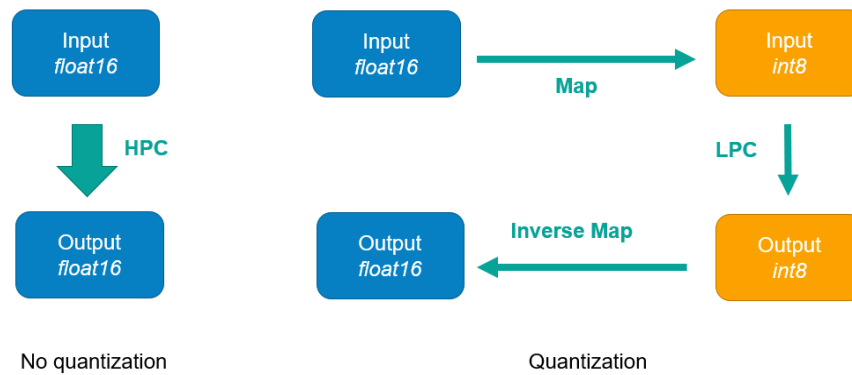 Input
float16
HPC
Output
float16
No quantization
Input
float16
Map
Input
int8
LPC
Output
int8
Inverse Map
Output
float16
Quantization